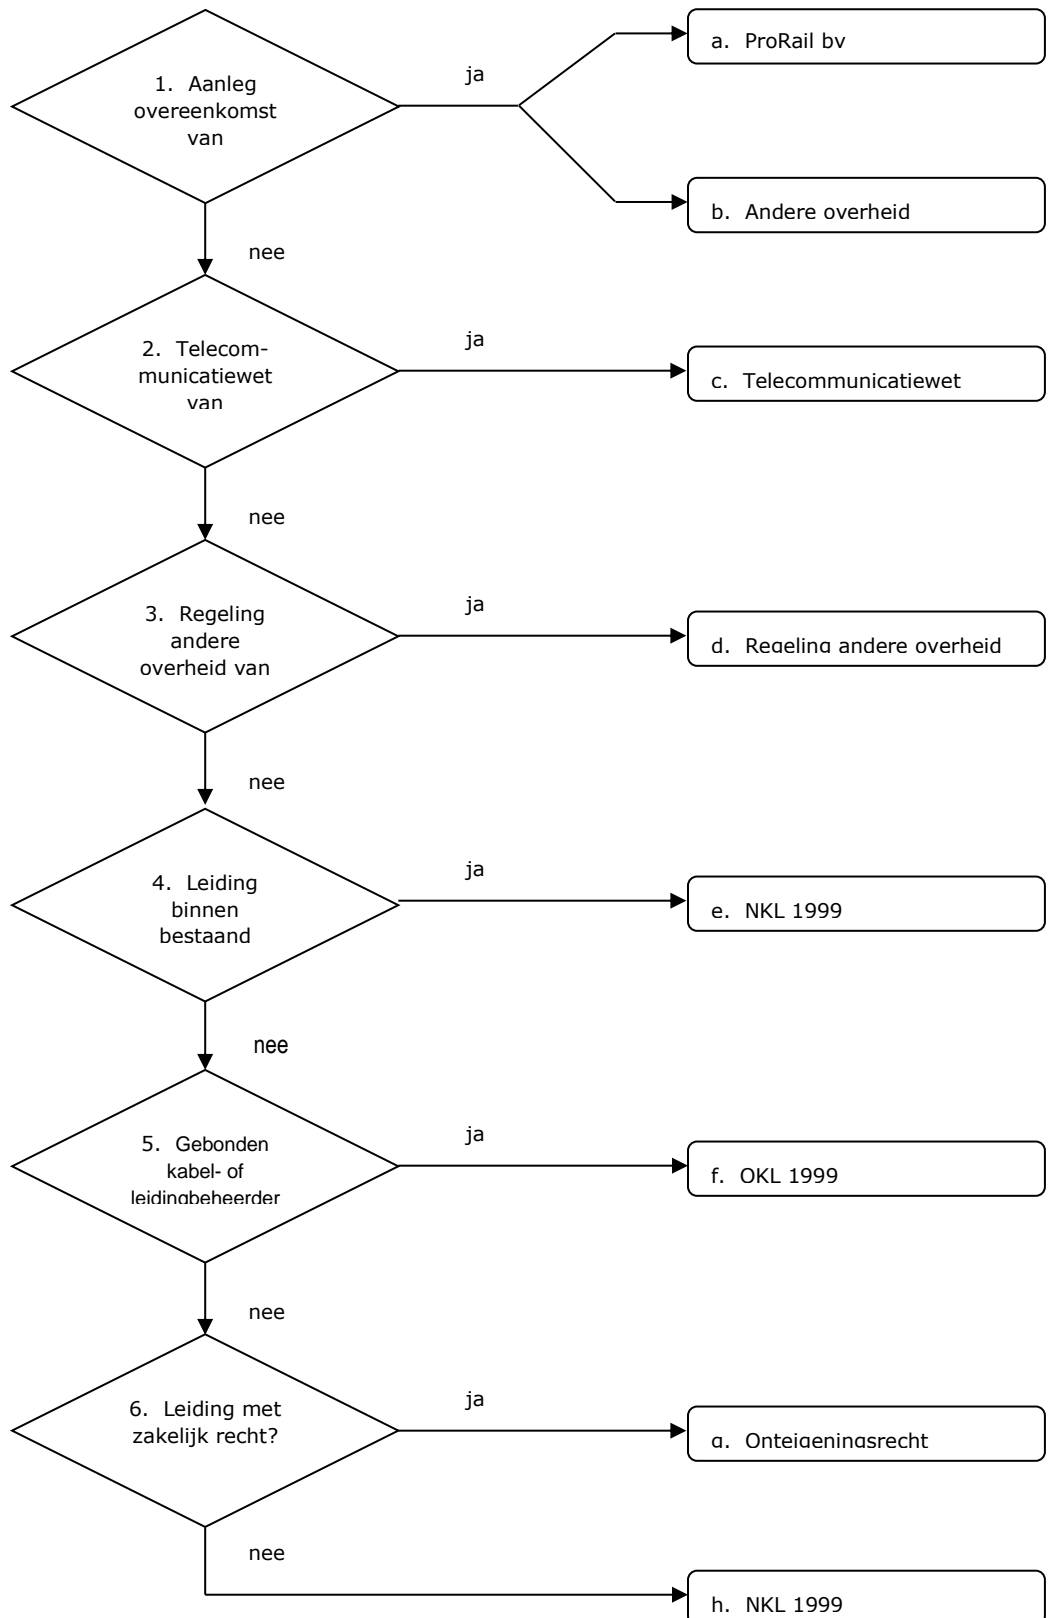 1. Aanleg
overeenkomst
van
ja
a. ProRail bv
b. Andere overheid
nee
2. Telecom-
municatiewet
van
ja
c. Telecommunicatiewet
nee
3. Regeling
andere
overheid van
ja
d. Regeling andere overheid
nee
4. Leiding
binnen
bestaand
ja
e. NKL 1999
nee
5. Gebonden
kabel- of
leidingbeheerder
ja
f. OKL 1999
nee
6. Leiding met
zakelijk recht?
ja
g. Onteigeningsrecht
nee
h. NKL 1999